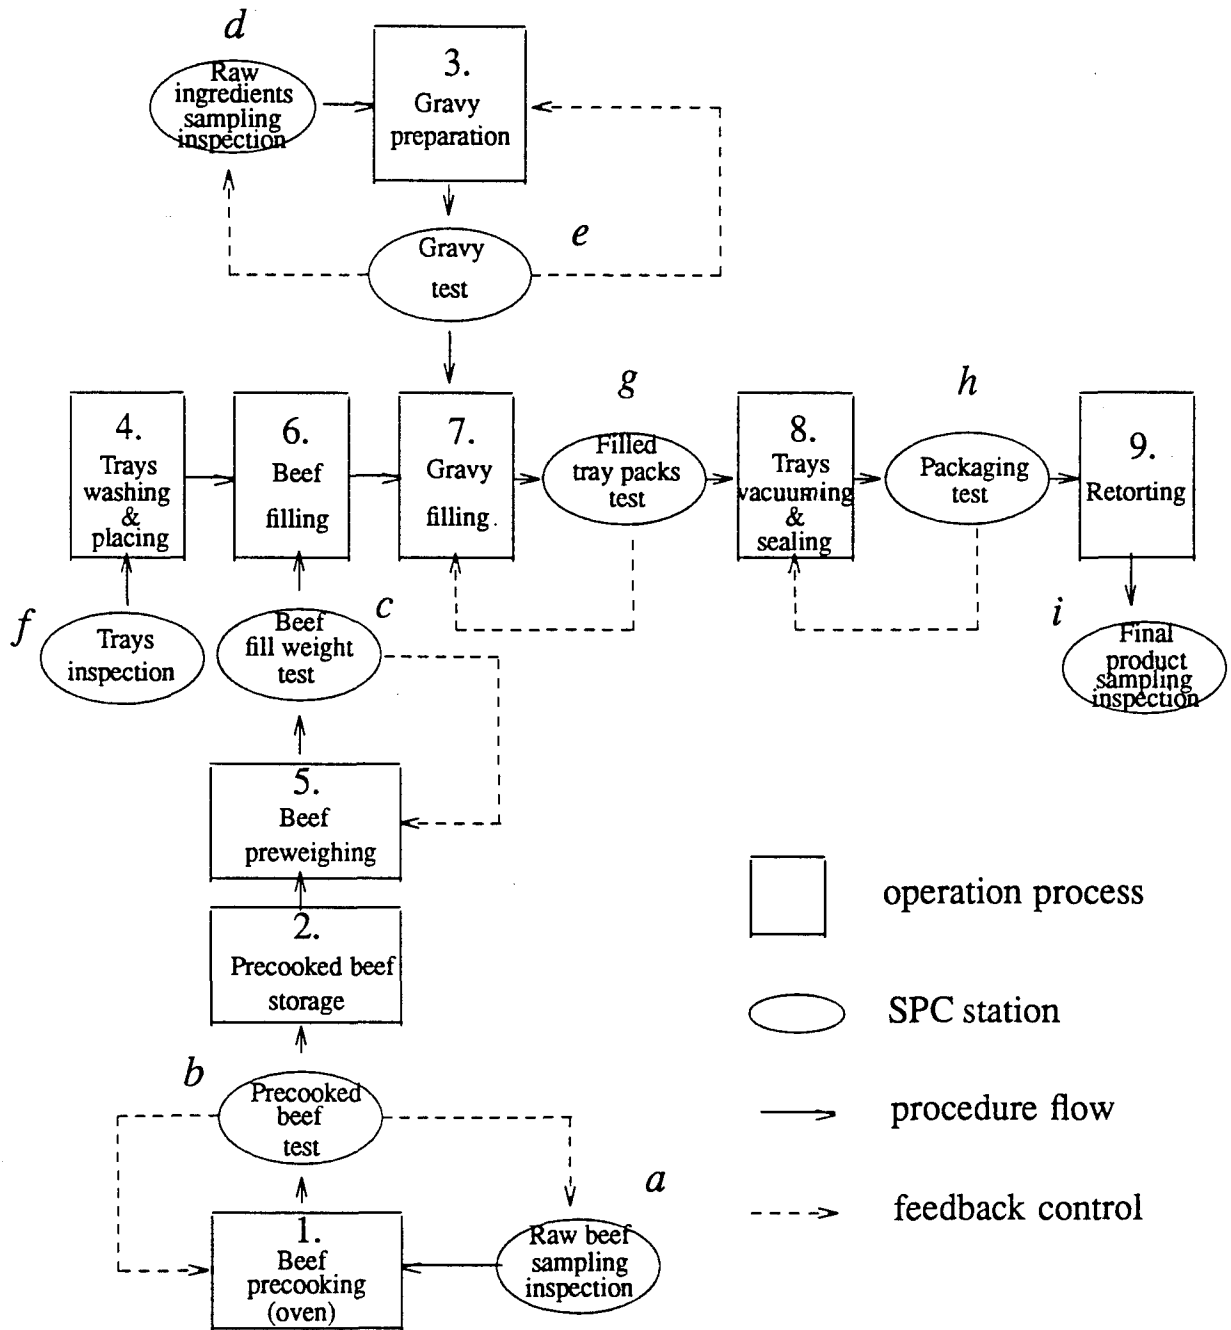 d
Raw
ingredients
sampling
inspection
3.
Gravy
preparation
e
Gravy
test
4.
Trays
washing
&
placing
6.
Beef
filling
7.
Gravy
filling
g
Filled
tray packs
test
8.
Trays
vacuuming
&
sealing
h
Packaging
test
9.
Retorting
f
Trays
inspection
c
Beef
fill weight
test
i
Final
product
sampling
inspection
5.
Beef
preweighing
2.
Precooked beef
storage
b
Precooked
beef
test
a
Raw beef
sampling
inspection
1.
Beef
precooking
(oven)
operation process
SPC station
procedure flow
feedback control